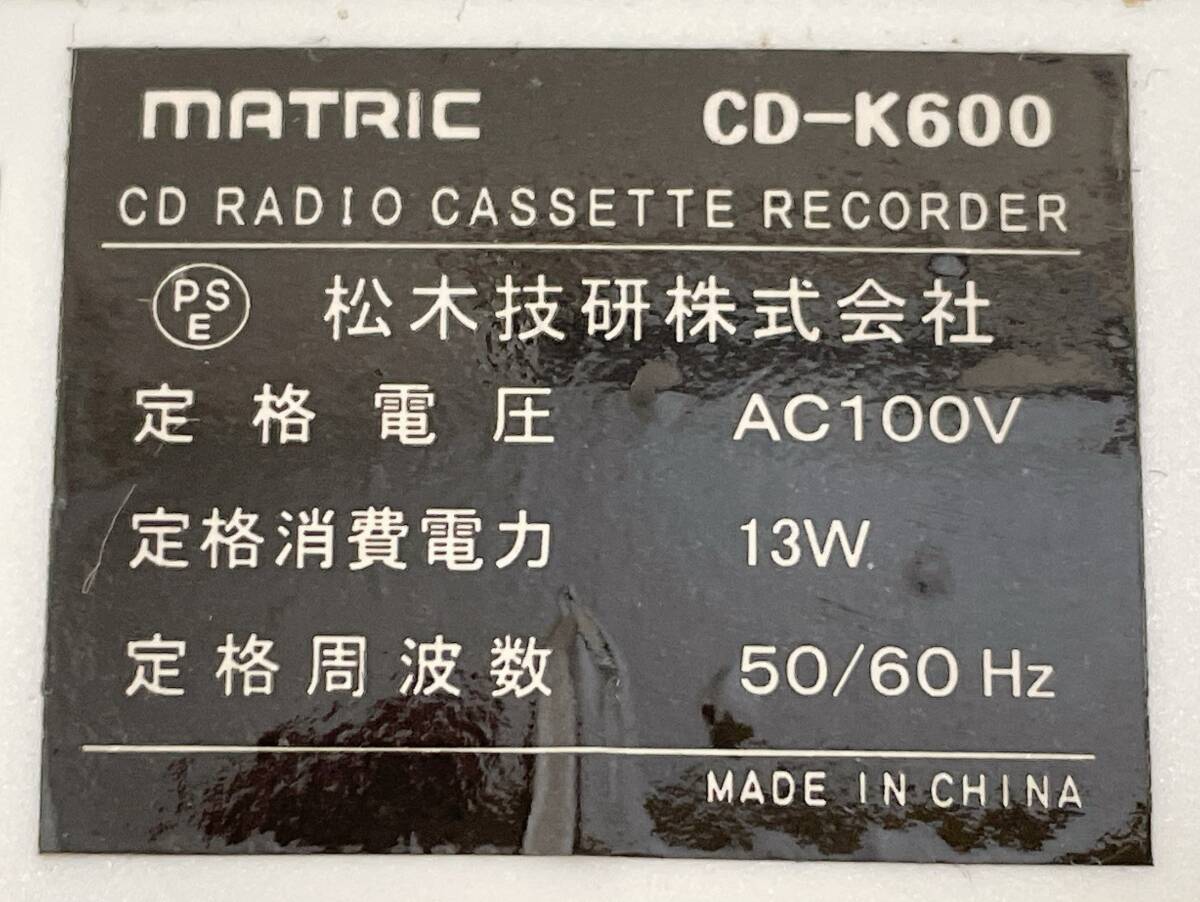 MATRIC CD-K600
CD RADIO CASSETTE RECORDER
PSE 松木技研株式会社
定格電圧 AC100V
定格消費電力 13W
定格周波数 50/60 Hz
MADE IN CHINA